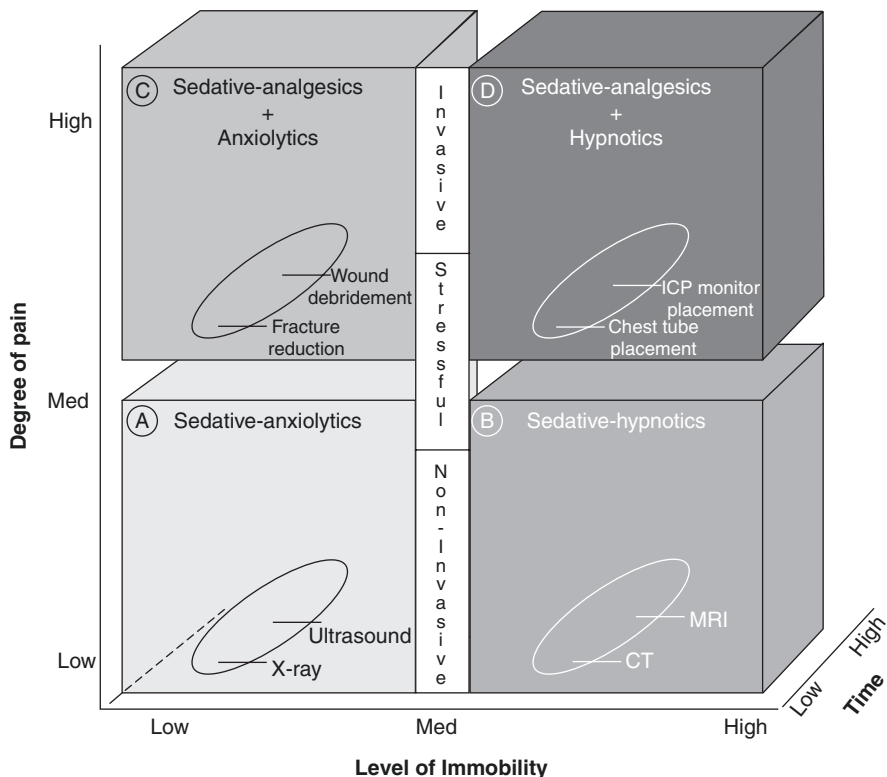 C
Sedative-analgesics
+
Anxiolytics
Invasive
D
Sedative-analgesics
+
Hypnotics
High
Wound
debridement
Fracture
reduction
Stressful
ICP monitor
placement
Chest tube
placement
Degree of pain
Med
A
Sedative-anxiolytics
B
Sedative-hypnotics
Non-Invasive
Ultrasound
X-ray
MRI
CT
Low
High
Low
Time
Low
Med
High
Level of Immobility